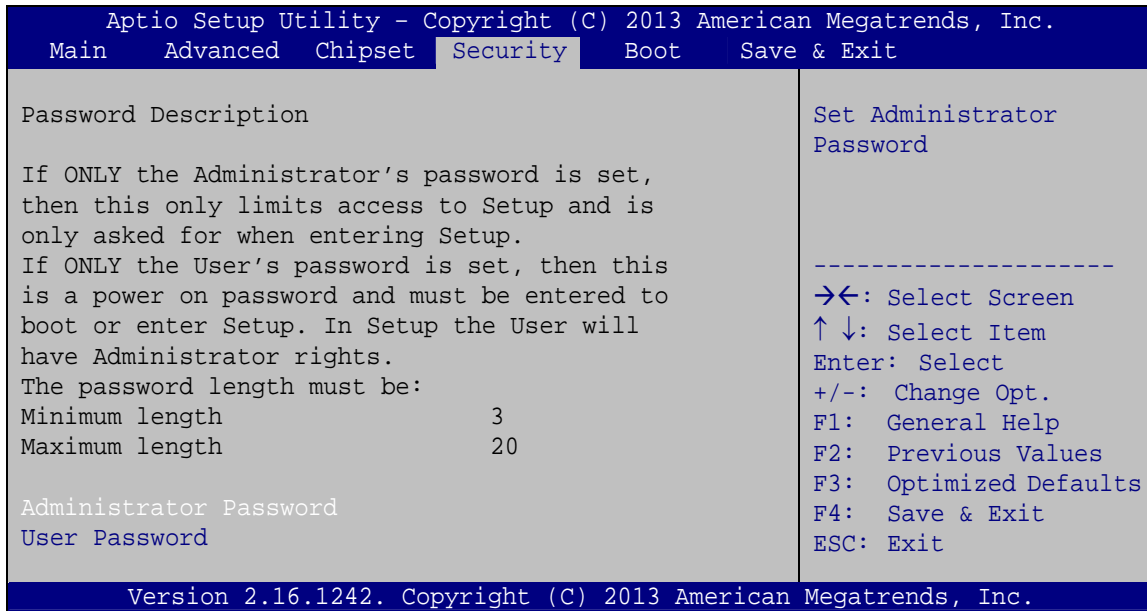 Aptio Setup Utility – Copyright (C) 2013 American Megatrends, Inc.
Main Advanced Chipset Security Boot Save & Exit
Password Description
If ONLY the Administrator’s password is set,
then this only limits access to Setup and is
only asked for when entering Setup.
If ONLY the User’s password is set, then this
is a power on password and must be entered to
boot or enter Setup. In Setup the User will
have Administrator rights.
The password length must be:
Minimum length 3
Maximum length 20
Administrator Password
User Password
Set Administrator
Password
---------------------
→←: Select Screen
↑ ↓: Select Item
Enter: Select
+/-: Change Opt.
F1: General Help
F2: Previous Values
F3: Optimized Defaults
F4: Save & Exit
ESC: Exit
Version 2.16.1242. Copyright (C) 2013 American Megatrends, Inc.